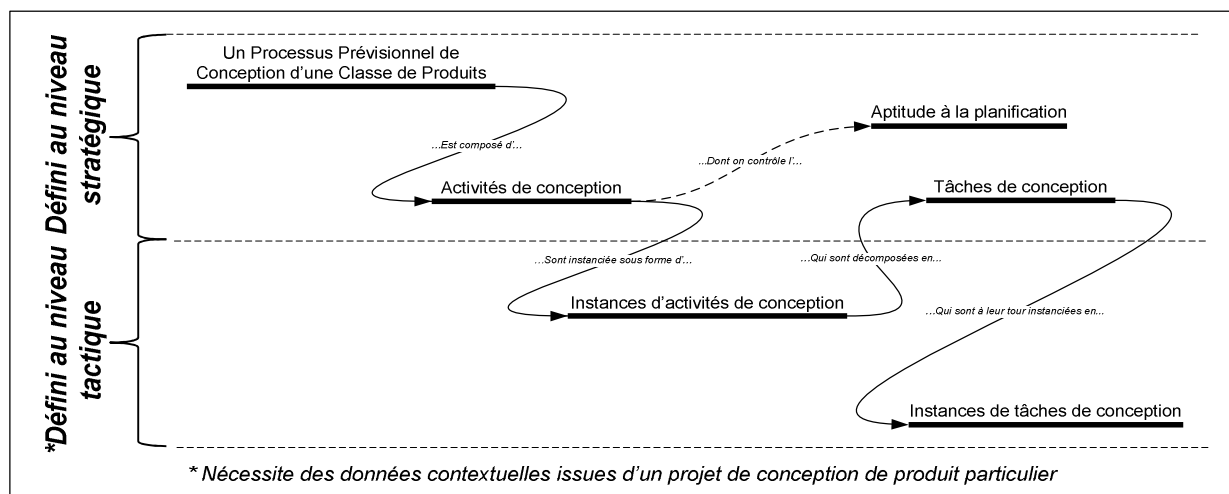 Défini au niveau
stratégique
*Défini au niveau
tactique
Un Processus Prévisionnel de
Conception d'une Classe de Produits
Aptitude à la planification
...Est composé d'...
...Dont on contrôle l'...
Activités de conception
Tâches de conception
...Sont instanciée sous forme d'...
...Qui sont décomposées en...
Instances d'activités de conception
...Qui sont à leur tour instanciées en...
Instances de tâches de conception
* Nécessite des données contextuelles issues d'un projet de conception de produit particulier